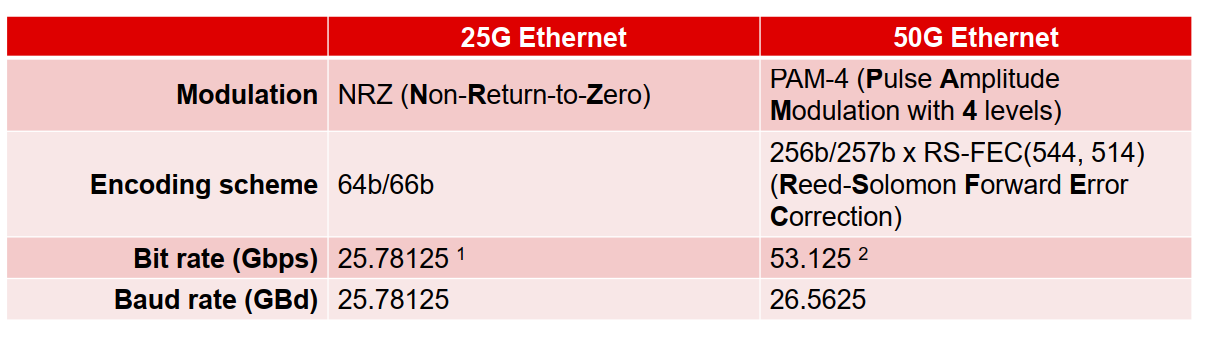 25G Ethernet 50G Ethernet
Modulation NRZ (Non-Return-to-Zero) PAM-4 (Pulse Amplitude
Modulation with 4 levels)
Encoding scheme 64b/66b 256b/257b x RS-FEC(544, 514)
(Reed-Solomon Forward Error
Correction)
Bit rate (Gbps) 25.78125 1 53.125 2
Baud rate (GBd) 25.78125 26.5625